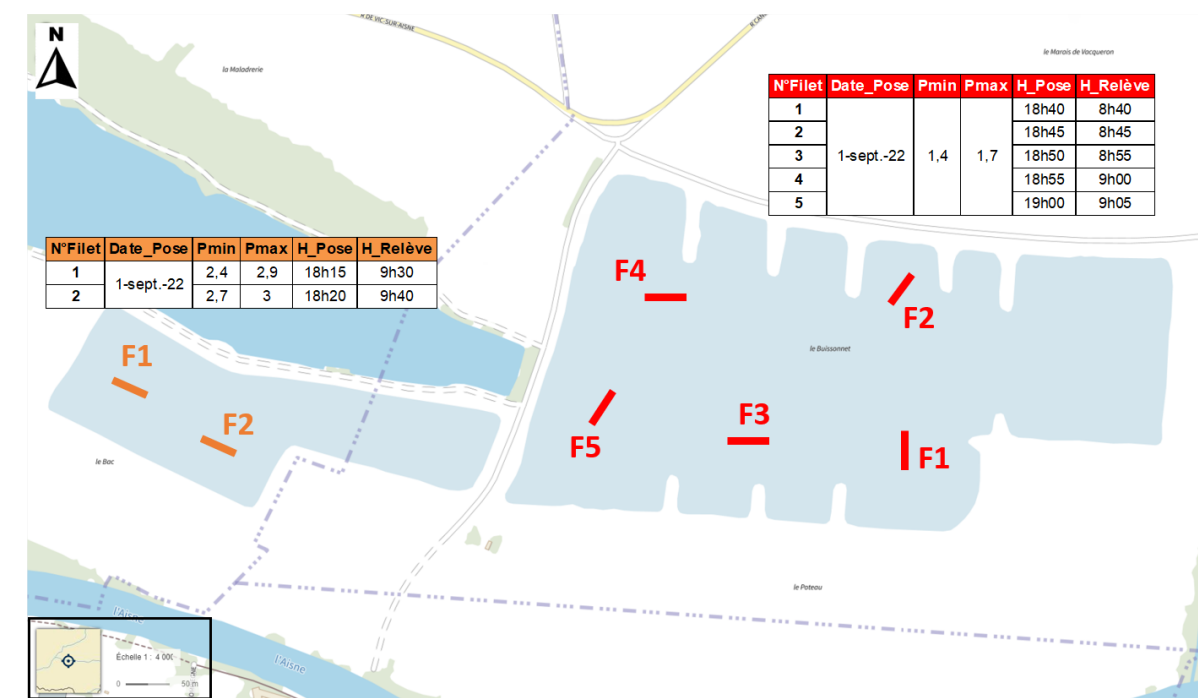 R DE VIC-SUR-AISNE
N
la Maladrerie
le Marais de Vacqueron
N°Filet Date_Pose Pmin Pmax H_Pose H_Relève
1 18h40 8h40
2 18h45 8h45
3 1-sept.-22 1,4 1,7 18h50 8h55
4 18h55 9h00
5 19h00 9h05
N°Filet Date_Pose Pmin Pmax H_Pose H_Relève
1 1-sept.-22 2,4 2,9 18h15 9h30
2 2,7 3 18h20 9h40
F4
F2
le Buissonnet
F1
F2
F3
F5
F1
le Bac
le Poteau
l'Aisne
l'Aisne
Échelle 1 : 4 000
0 50 m